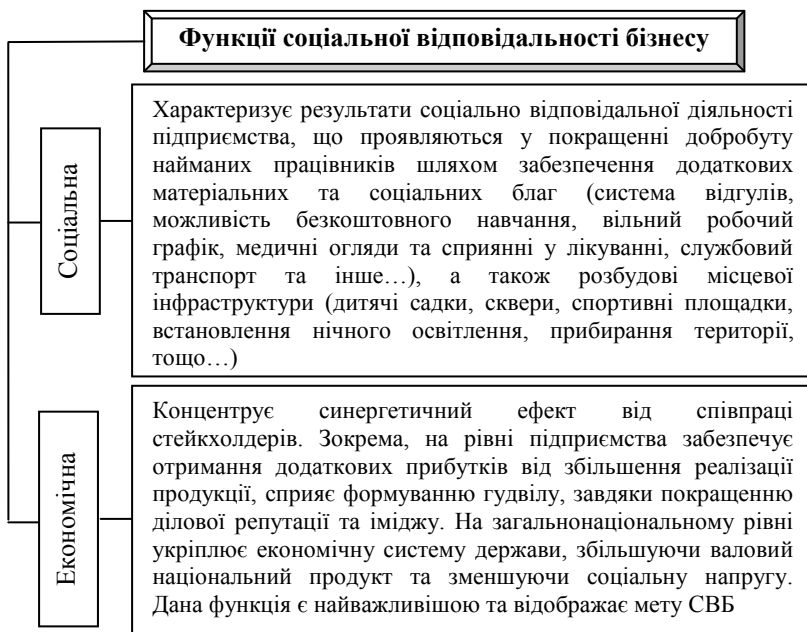 Функції соціальної відповідальності бізнесу
Соціальна
Характеризує результати соціально відповідальної діяльності
підприємства, що проявляються у покращенні добробуту
найманих працівників шляхом забезпечення додаткових
матеріальних та соціальних благ (система відгулів,
можливість безкоштовного навчання, вільний робочий
графік, медичні огляди та сприянні у лікуванні, службовий
транспорт та інше…), а також розбудові місцевої
інфраструктури (дитячі садки, сквери, спортивні площадки,
встановлення нічного освітлення, прибирання території,
тощо…)
Економічна
Концентрує синергетичний ефект від співпраці
стейкхолдерів. Зокрема, на рівні підприємства забезпечує
отримання додаткових прибутків від збільшення реалізації
продукції, сприяє формуванню гудвілу, завдяки покращенню
ділової репутації та іміджу. На загальнонаціональному рівні
укріплює економічну систему держави, збільшуючи валовий
національний продукт та зменшуючи соціальну напругу.
Дана функція є найважливішою та відображає мету СВБ